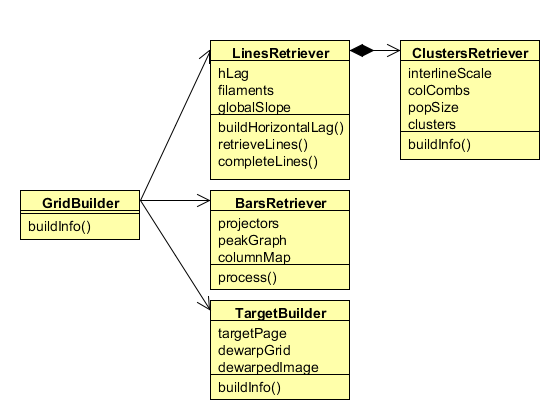 LinesRetriever
hLag
filaments
globalSlope
buildHorizontalLag()
retrieveLines()
completeLines()
ClustersRetriever
interlineScale
colCombs
popSize
clusters
buildInfo()
GridBuilder
buildInfo()
BarsRetriever
projectors
peakGraph
columnMap
process()
TargetBuilder
targetPage
dewarpGrid
dewarpedImage
buildInfo()